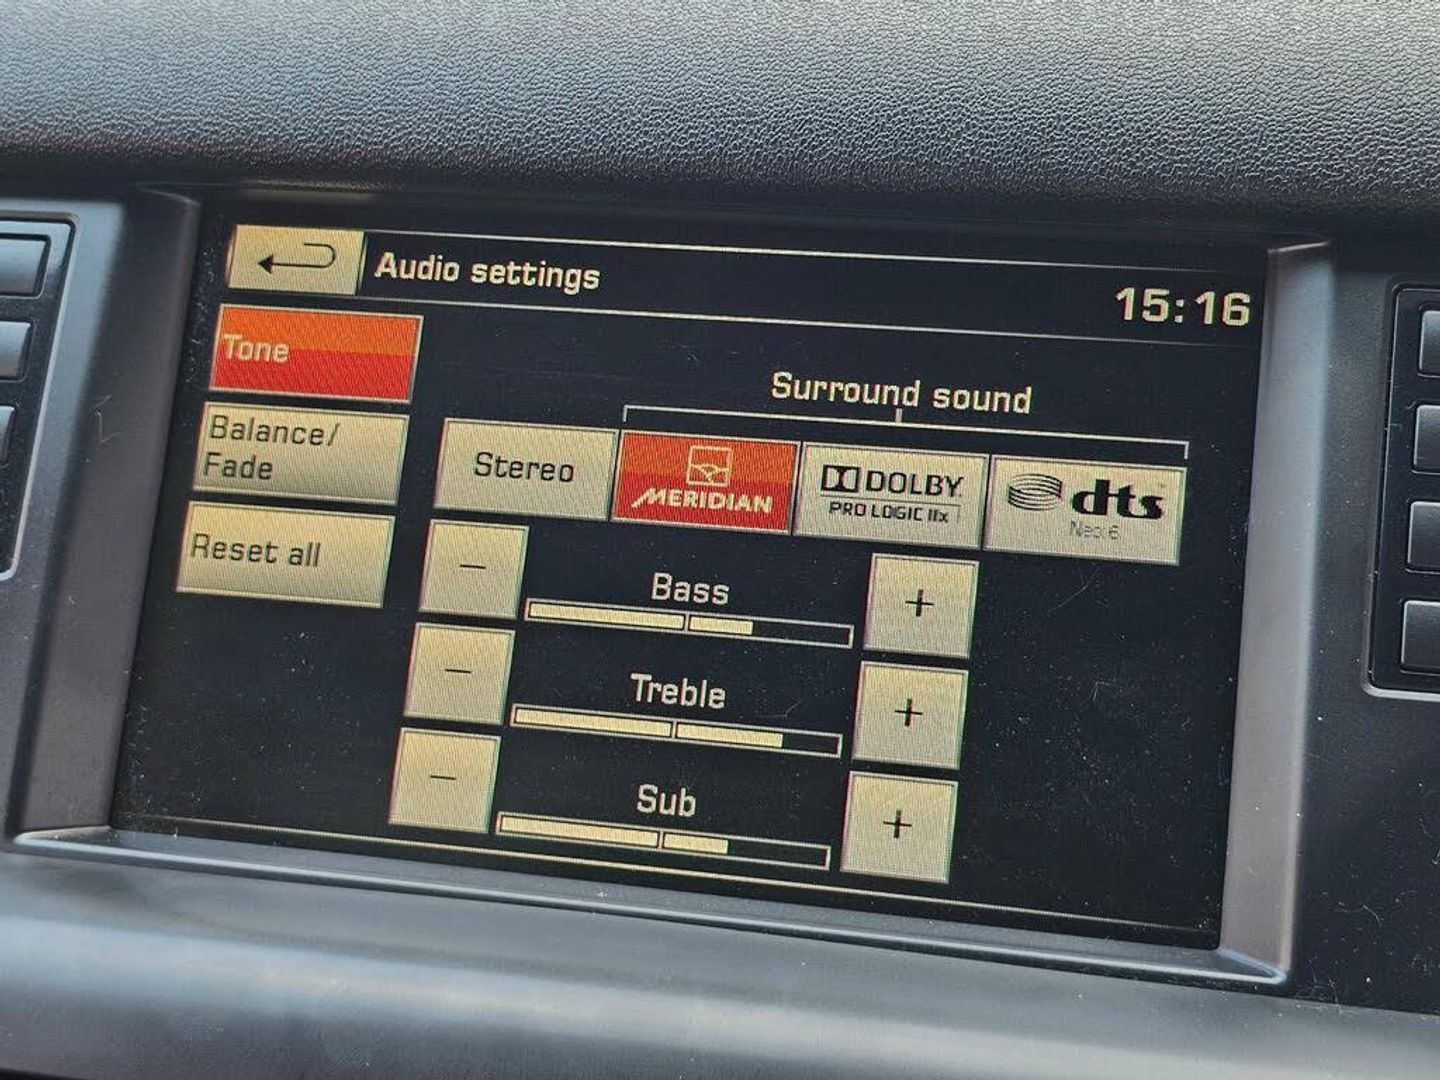 Audio settings
15:16
Tone
Surround sound
Balance/
Fade
Stereo
MERIDIAN
DOLBY
PRO LOGIC IIx
dts
Neo:6
Reset all
−
Bass
+
−
Treble
+
−
Sub
+